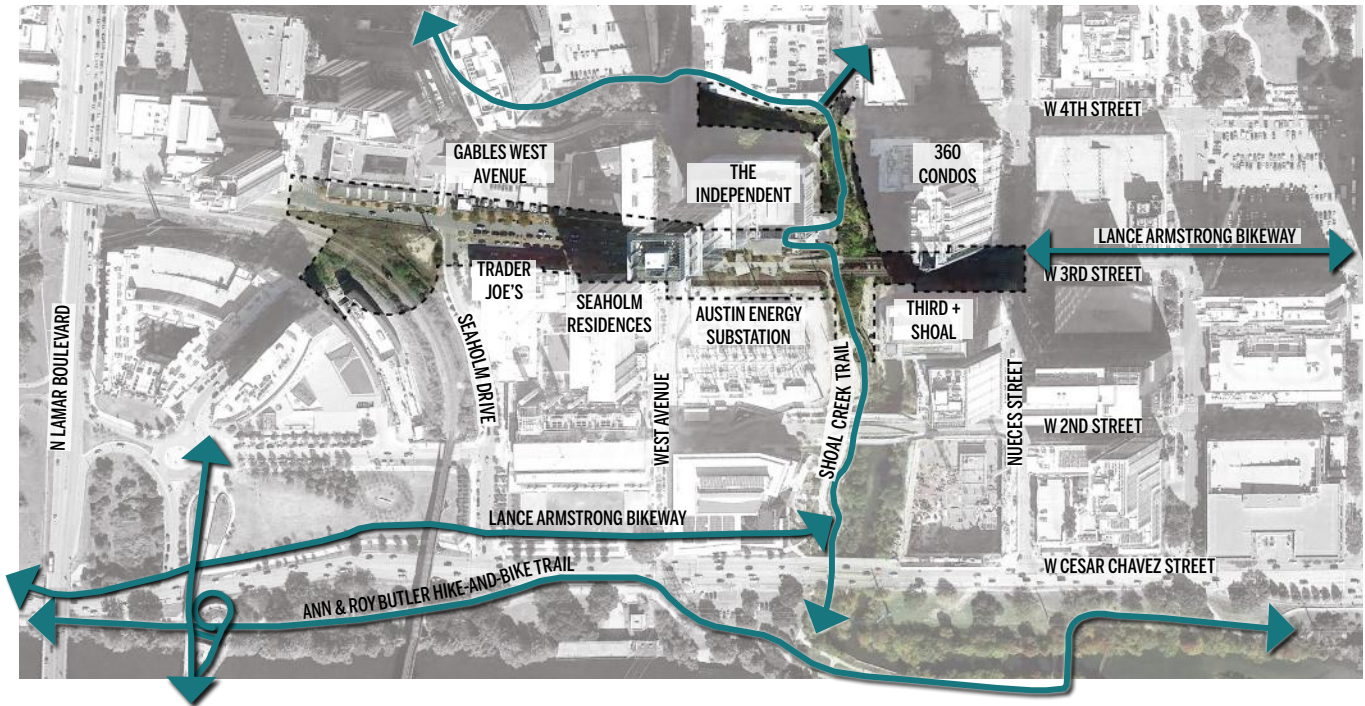 W 4TH STREET
GABLES WEST
AVENUE
THE
INDEPENDENT
360
CONDOS
LANCE ARMSTRONG BIKEWAY
W 3RD STREET
TRADER
JOE'S
SEAHOLM
RESIDENCES
AUSTIN ENERGY
SUBSTATION
THIRD +
SHOAL
N LAMAR BOULEVARD
SEAHOLM DRIVE
WEST AVENUE
SHOAL CREEK TRAIL
NUECES STREET
W 2ND STREET
LANCE ARMSTRONG BIKEWAY
W CESAR CHAVEZ STREET
ANN & ROY BUTLER HIKE-AND-BIKE TRAIL